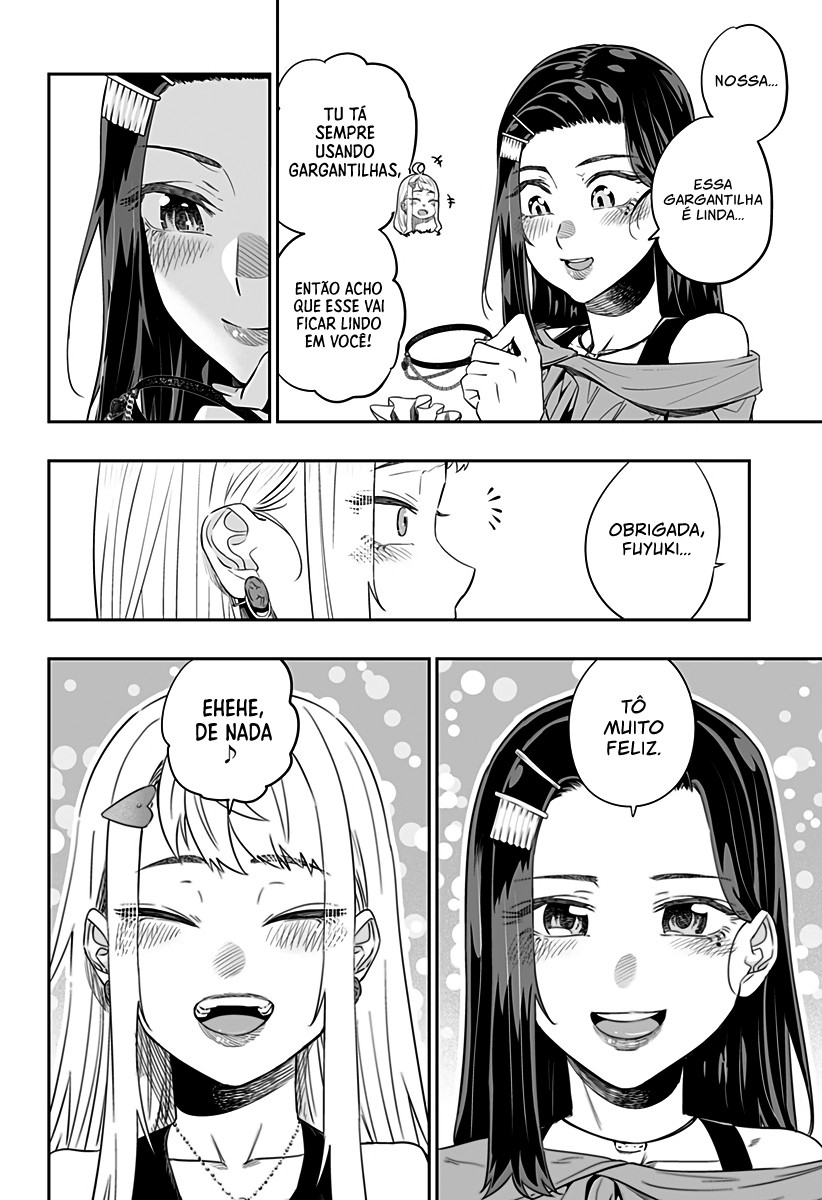 NOSSA...
ESSA
GARGANTILHA
É LINDA...
TU TÁ
SEMPRE
USANDO
GARGANTILHAS,
ENTÃO ACHO
QUE ESSE VAI
FICAR LINDO
EM VOCÊ!
OBRIGADA,
FUYUKI...
TÔ
MUITO
FELIZ.
EHEHE,
DE NADA
♪